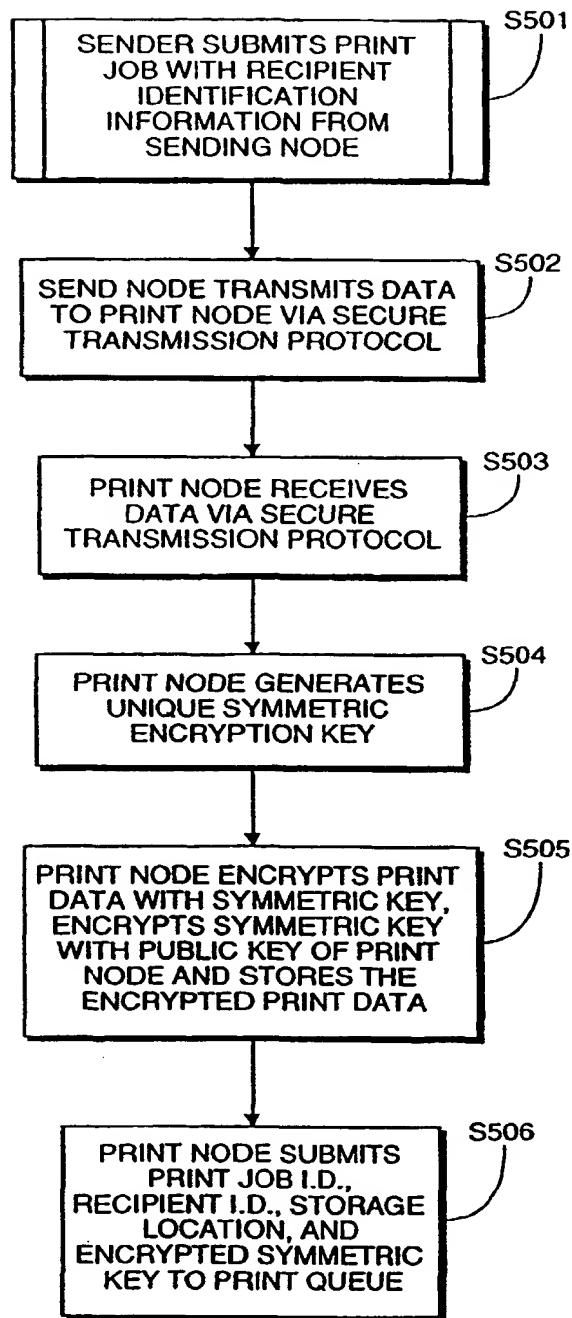 S501
SENDER SUBMITS PRINT
JOB WITH RECIPIENT
IDENTIFICATION
INFORMATION FROM
SENDING NODE
S502
SEND NODE TRANSMITS DATA
TO PRINT NODE VIA SECURE
TRANSMISSION PROTOCOL
S503
PRINT NODE RECEIVES
DATA VIA SECURE
TRANSMISSION PROTOCOL
S504
PRINT NODE GENERATES
UNIQUE SYMMETRIC
ENCRYPTION KEY
S505
PRINT NODE ENCRYPTS PRINT
DATA WITH SYMMETRIC KEY,
ENCRYPTS SYMMETRIC KEY
WITH PUBLIC KEY OF PRINT
NODE AND STORES THE
ENCRYPTED PRINT DATA
S506
PRINT NODE SUBMITS
PRINT JOB I.D.,
RECIPIENT I.D., STORAGE
LOCATION, AND
ENCRYPTED SYMMETRIC
KEY TO PRINT QUEUE